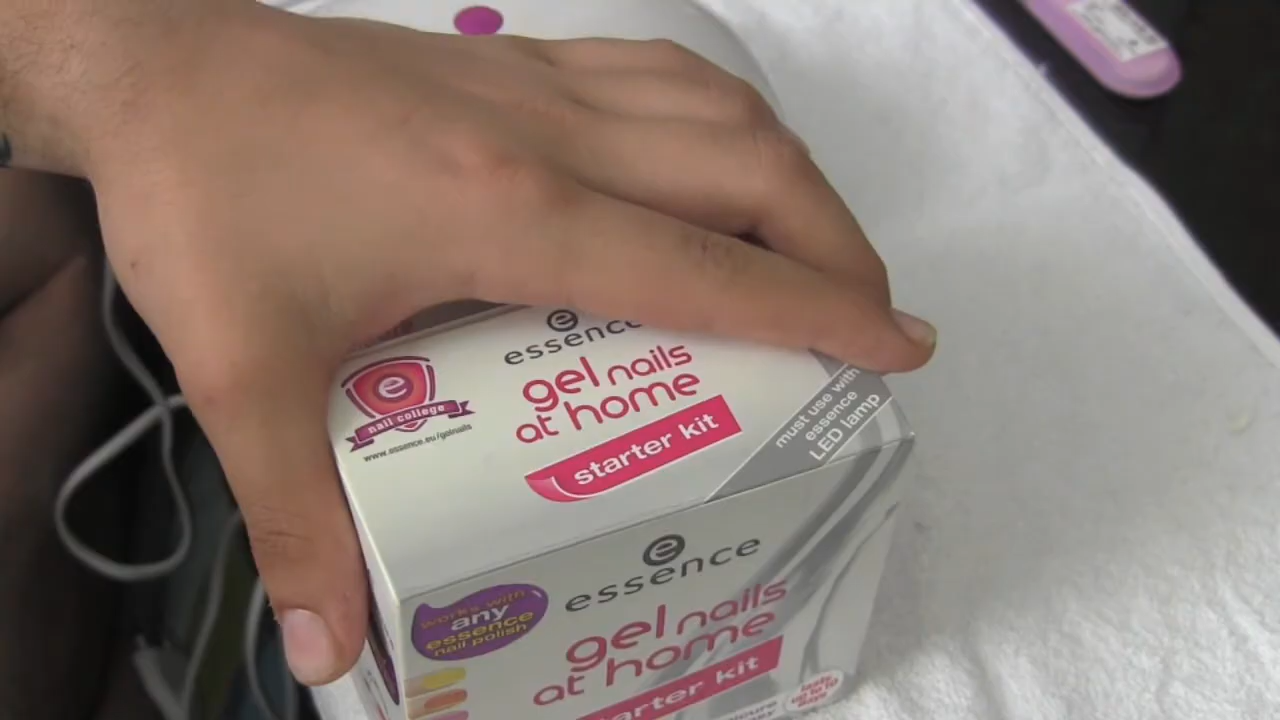 essence
gel nails
at home
starter kit
e
nail college
www.essence.eu/gelnails
must use with
essence
LED lamp
e
essence
gel nails
at home
starter kit
works with
any
essence
nail polish